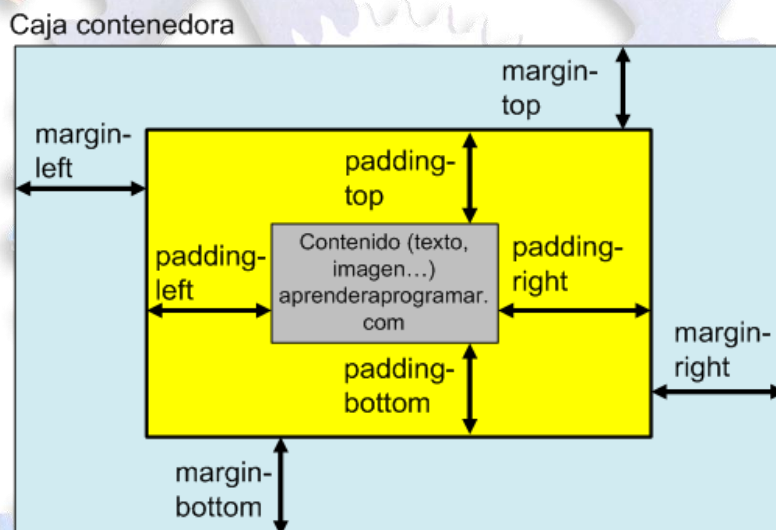 Caja contenedora
margin-
top
margin-
left
padding-
top
Contenido (texto,
imagen...)
aprenderaprogramar.
com
padding-
left
padding-
right
margin-
right
padding-
bottom
margin-
bottom